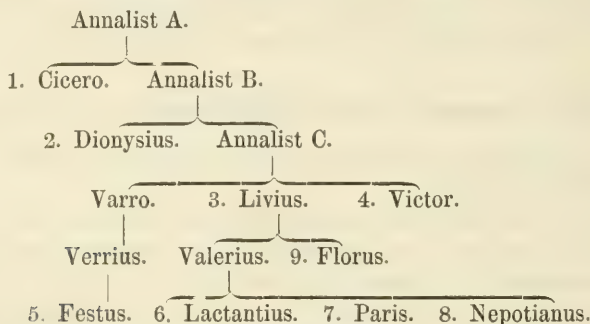 Annalist A.
1. Cicero. Annalist B.
2. Dionysius. Annalist C.
Varro. 3. Livius. 4. Victor.
Verrius. Valerius. 9. Florus.
5. Festus. 6. Lactantius. 7. Paris. 8. Nepotianus.